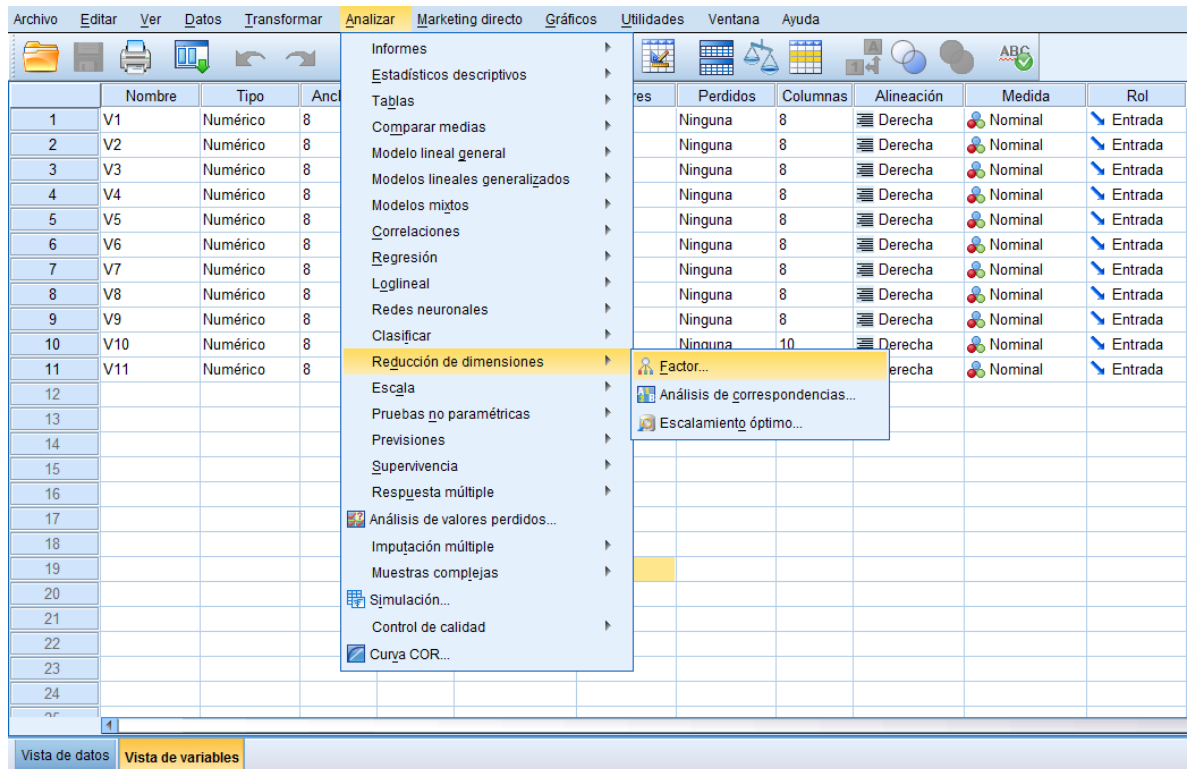 Archivo Editar Ver Datos Transformar Analizar Marketing directo Gráficos Utilidades Ventana Ayuda
A 1 ABC
Nombre Tipo Perdidos Columnas Alineación Medida Rol
1 V1 Numérico 8 Ninguna 8 Derecha Nominal Entrada
2 V2 Numérico 8 Ninguna 8 Derecha Nominal Entrada
3 V3 Numérico 8 Ninguna 8 Derecha Nominal Entrada
4 V4 Numérico 8 Ninguna 8 Derecha Nominal Entrada
5 V5 Numérico 8 Ninguna 8 Derecha Nominal Entrada
6 V6 Numérico 8 Ninguna 8 Derecha Nominal Entrada
7 V7 Numérico 8 Ninguna 8 Derecha Nominal Entrada
8 V8 Numérico 8 Ninguna 8 Derecha Nominal Entrada
9 V9 Numérico 8 Ninguna 8 Derecha Nominal Entrada
10 V10 Numérico 8 Ninguna 10 Derecha Nominal Entrada
11 V11 Numérico 8 erecha Nominal Entrada
12
13
14
15
16
17
18
19
20
21
22
23
24
Informes
Estadísticos descriptivos
Tablas
Comparar medias
Modelo lineal general
Modelos lineales generalizados
Modelos mixtos
Correlaciones
Regresión
Loglineal
Redes neuronales
Clasificar
Reducción de dimensiones
Escala
Pruebas no paramétricas
Previsiones
Supervivencia
Respuesta múltiple
Análisis de valores perdidos...
Imputación múltiple
Muestras complejas
Simulación...
Control de calidad
Curva COR...
Factor...
Análisis de correspondencias...
Escalamiento óptimo...
Vista de datos Vista de variables